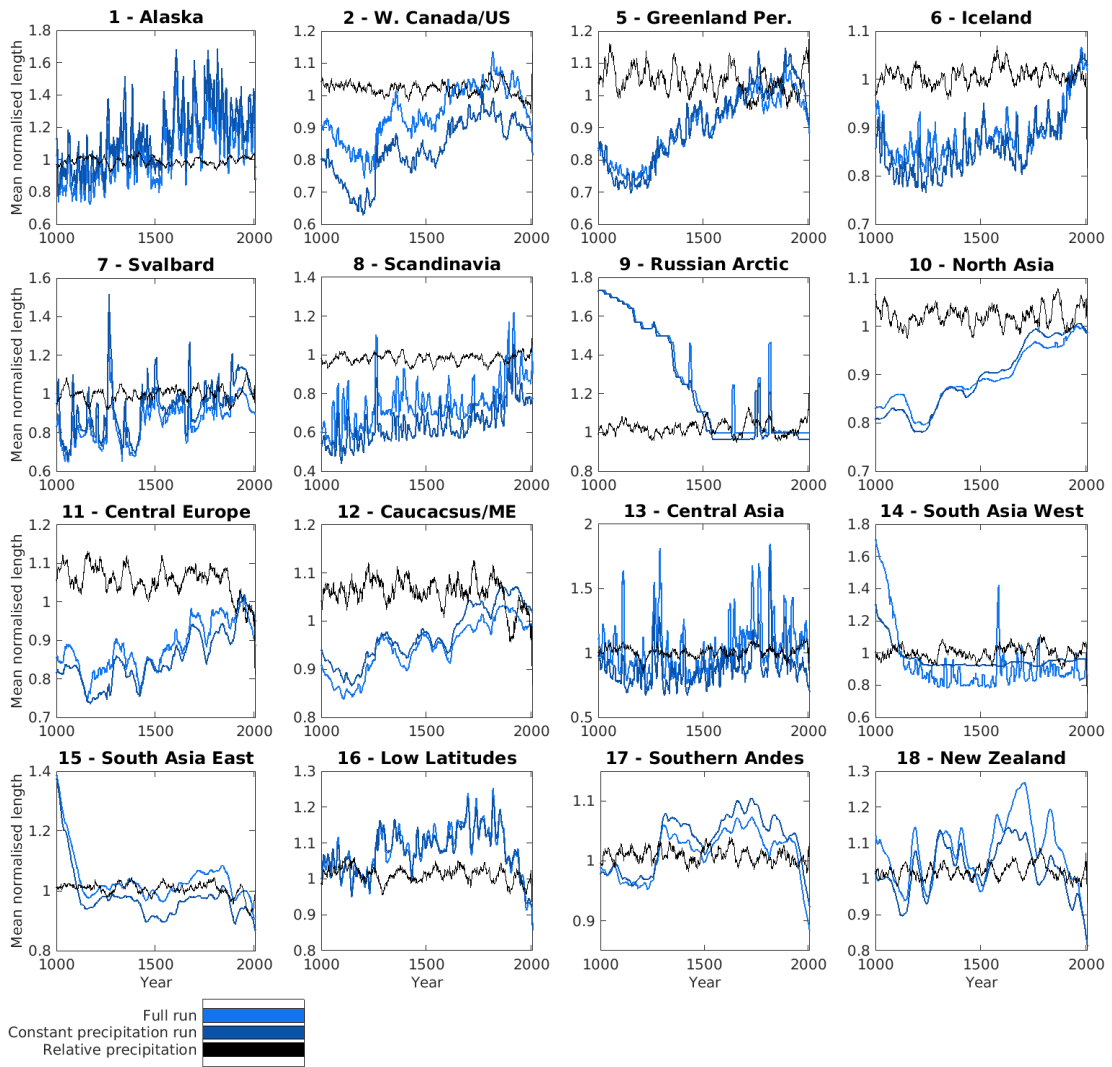 1 - Alaska
2 - W. Canada/US
5 - Greenland Per.
6 - Iceland
Mean normalised length
1.8
1.6
1.4
1.2
1
0.8
0.6
1000 1500 2000
1.2
1.1
1
0.9
0.8
0.7
0.6
1000 1500 2000
1.2
1.1
1
0.9
0.8
0.7
0.6
1000 1500 2000
1.1
1
0.9
0.8
0.7
1000 1500 2000
7 - Svalbard
8 - Scandinavia
9 - Russian Arctic
10 - North Asia
Mean normalised length
1.6
1.4
1.2
1
0.8
0.6
0.4
1000 1500 2000
1.4
1.2
1
0.8
0.6
0.4
1000 1500 2000
1.8
1.6
1.4
1.2
1
0.8
1000 1500 2000
1.1
1
0.9
0.8
0.7
1000 1500 2000
11 - Central Europe
12 - Caucacsus/ME
13 - Central Asia
14 - South Asia West
Mean normalised length
1.2
1.1
1
0.9
0.8
0.7
1000 1500 2000
1.2
1.1
1
0.9
0.8
1000 1500 2000
2
1.5
1
0.5
1000 1500 2000
1.8
1.6
1.4
1.2
1
0.8
0.6
1000 1500 2000
15 - South Asia East
16 - Low Latitudes
17 - Southern Andes
18 - New Zealand
Mean normalised length
1.4
1.2
1
0.8
1000 1500 2000
Year
1.3
1.2
1.1
1
0.9
0.8
1000 1500 2000
Year
1.1
1
0.9
1000 1500 2000
Year
1.3
1.2
1.1
1
0.9
0.8
1000 1500 2000
Year
Full run
Constant precipitation run
Relative precipitation